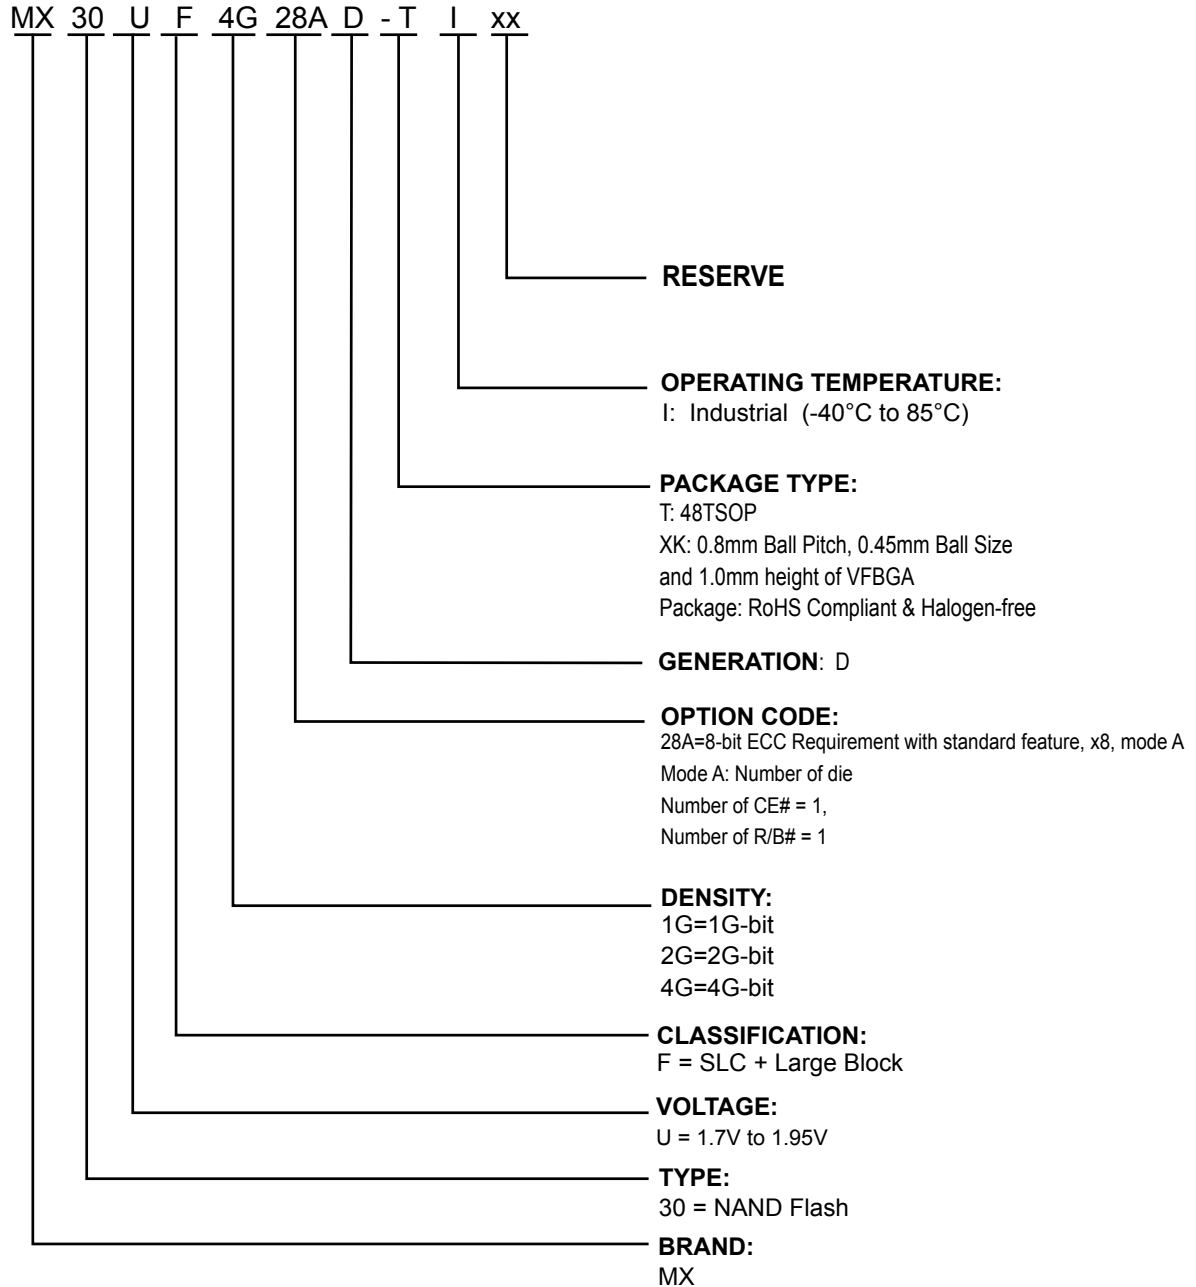 MX 30 U F 4G 28A D - T I xx
RESERVE
OPERATING TEMPERATURE:
I: Industrial (-40°C to 85°C)
PACKAGE TYPE:
T: 48TSOP
XK: 0.8mm Ball Pitch, 0.45mm Ball Size
and 1.0mm height of VFBGA
Package: RoHS Compliant & Halogen-free
GENERATION: D
OPTION CODE:
28A=8-bit ECC Requirement with standard feature, x8, mode A
Mode A: Number of die
Number of CE# = 1,
Number of R/B# = 1
DENSITY:
1G=1G-bit
2G=2G-bit
4G=4G-bit
CLASSIFICATION:
F = SLC + Large Block
VOLTAGE:
U = 1.7V to 1.95V
TYPE:
30 = NAND Flash
BRAND:
MX